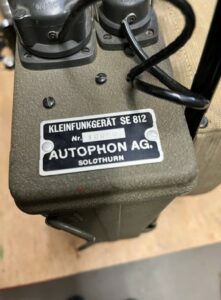 KLEINFUNKGERÄT SE 812
Nr.
AUTOPHON AG.
SOLOTHURN